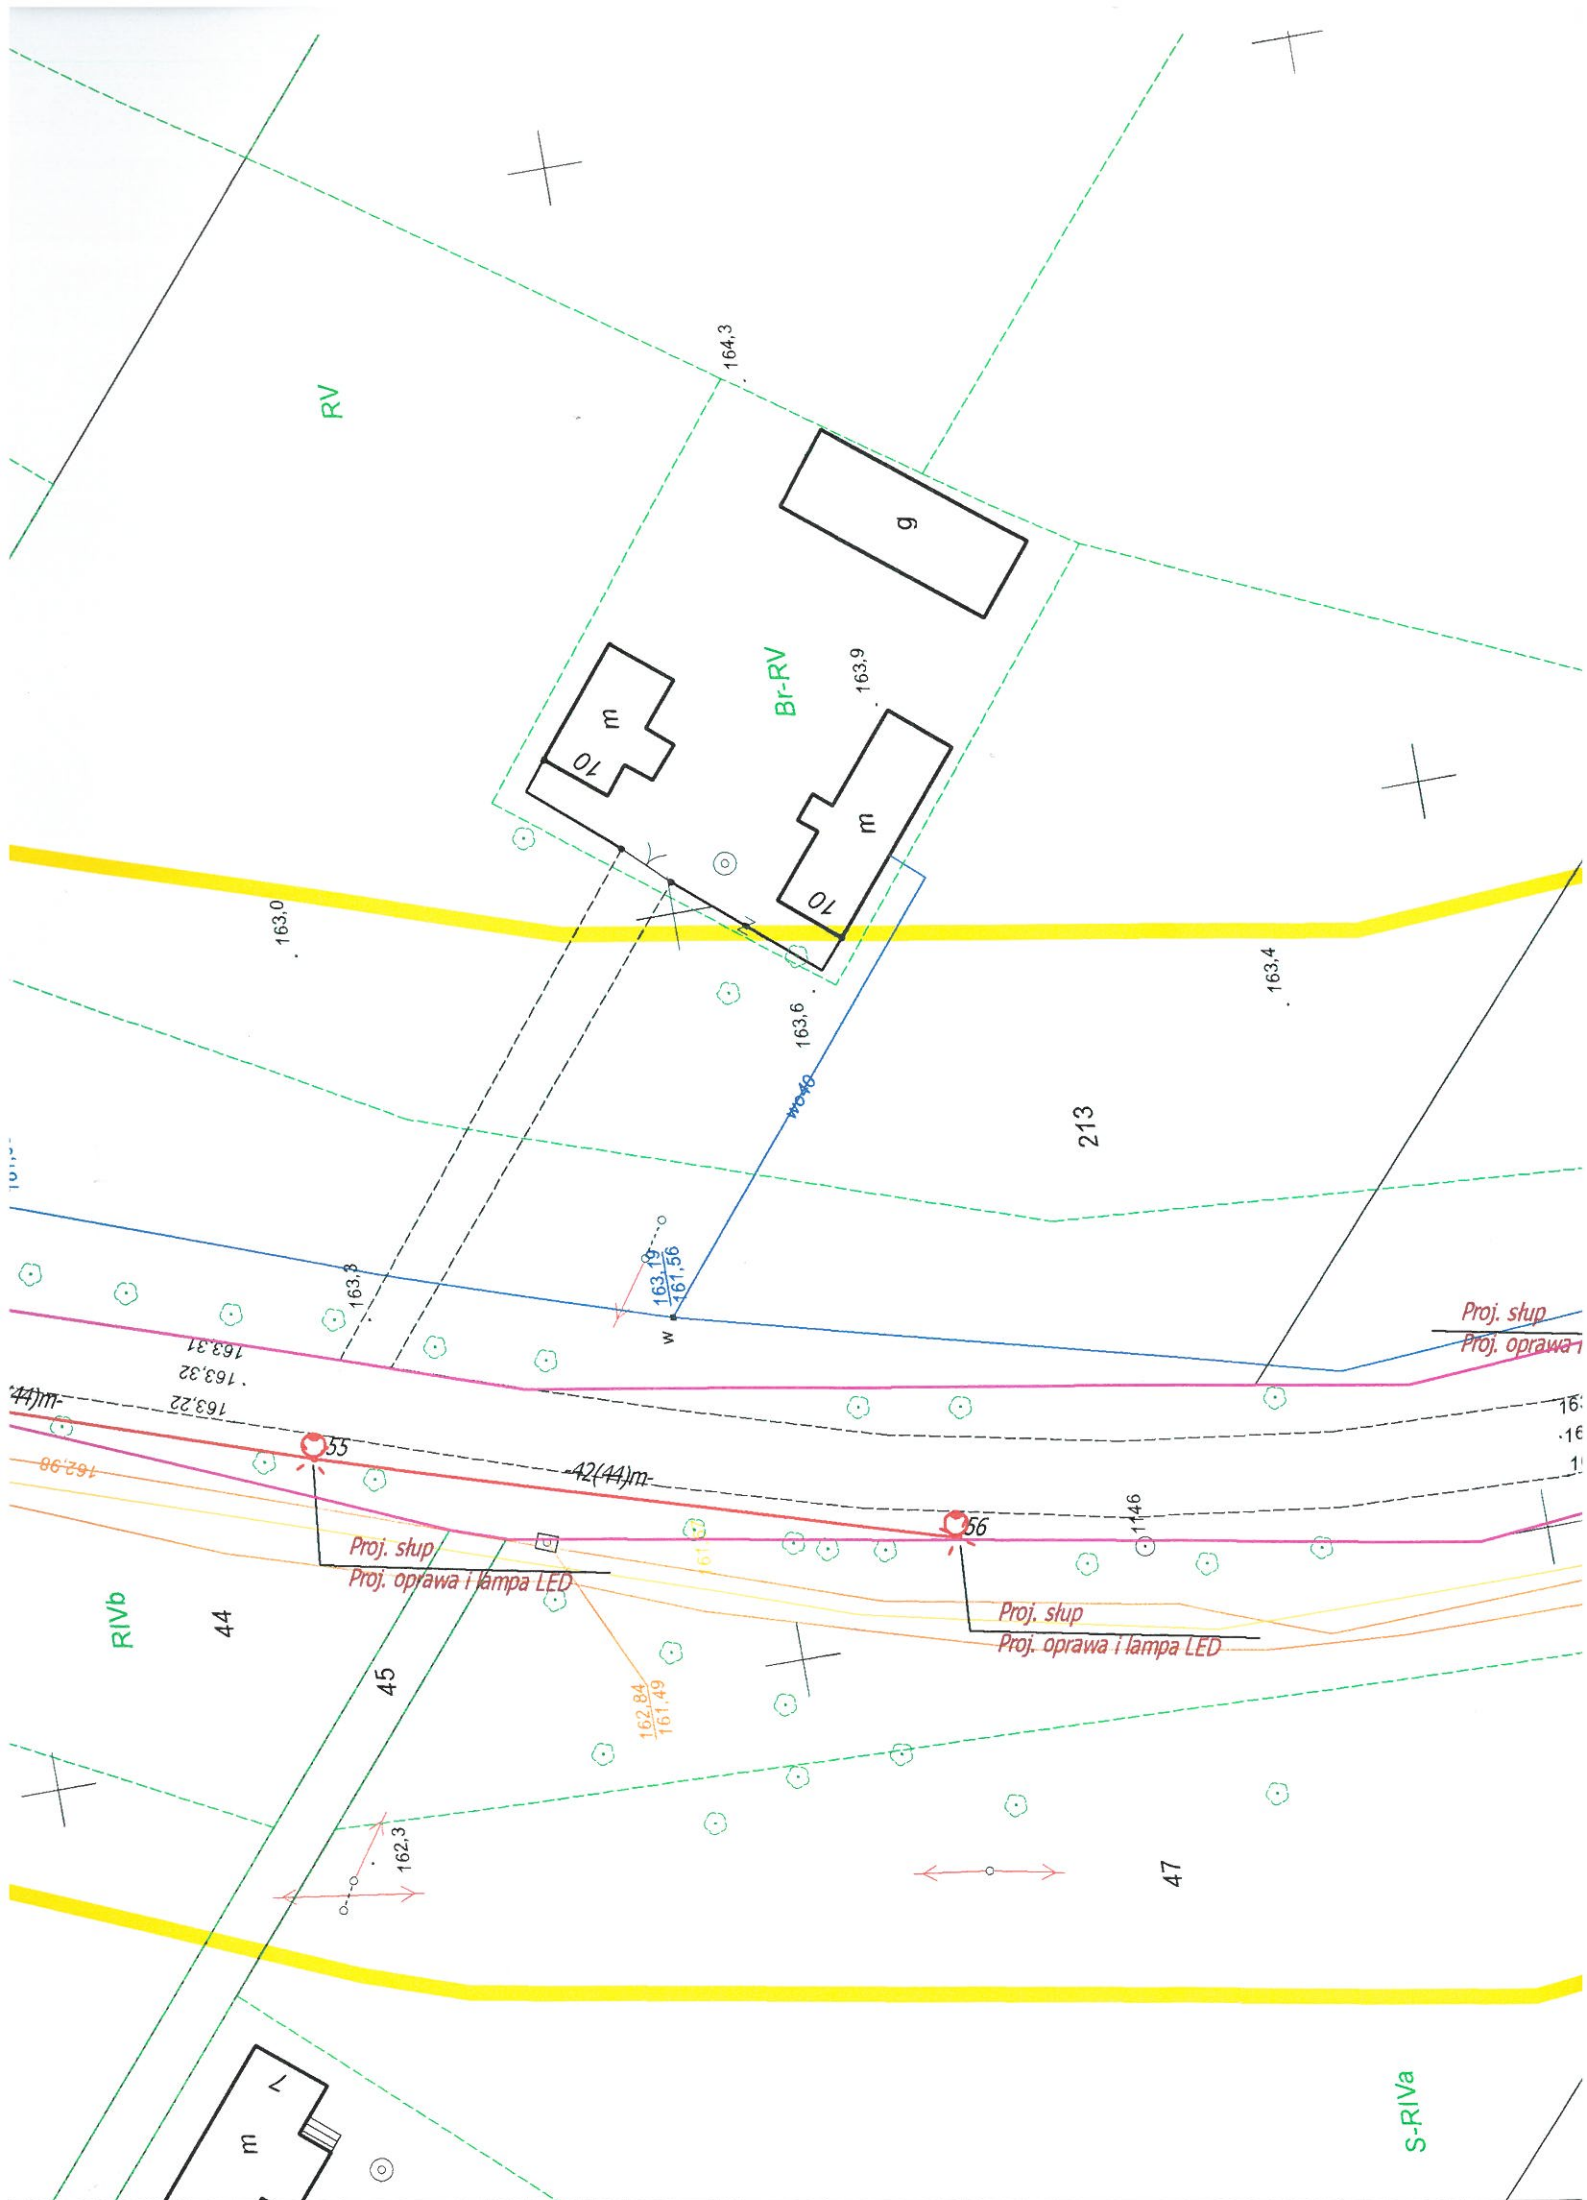 164,3
RV
g
Br-RV
163,9
m
10
m
10
163,0
163,4
163,6
wo40
213
163,3
163,19
161,56
w
Proj. słup
163,31
163,32
163,22
44)m-
55
-42(44)m-
56
1146
162,98
Proj. słup
Proj. oprawa i lampa LED
Proj. słup
Proj. oprawa i lampa LED
RIVb
44
45
162,84
161,49
162,3
47
m
7
S-RIVa